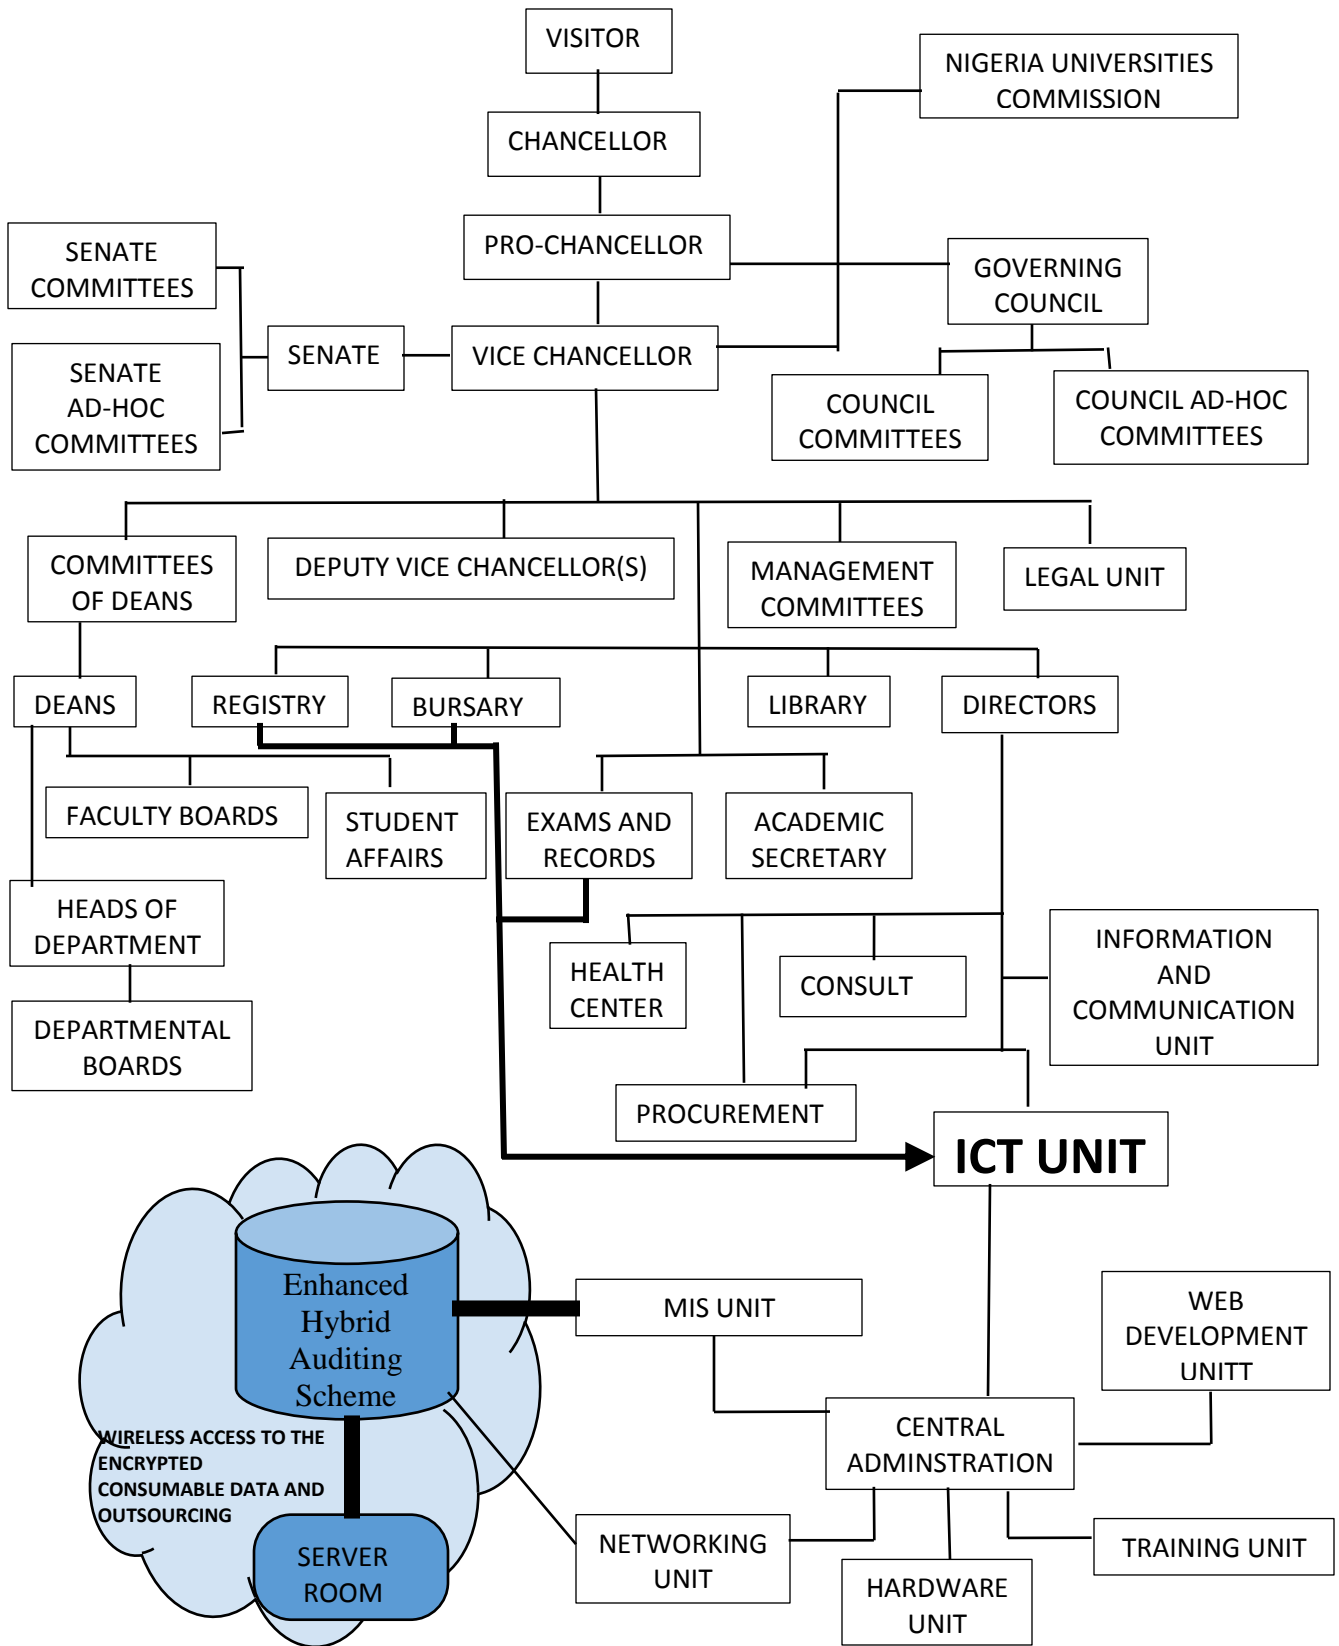 VISITOR
NIGERIA UNIVERSITIES
COMMISSION
CHANCELLOR
PRO-CHANCELLOR
SENATE
COMMITTEES
GOVERNING
COUNCIL
SENATE
VICE CHANCELLOR
SENATE
AD-HOC
COMMITTEES
COUNCIL
COMMITTEES
COUNCIL AD-HOC
COMMITTEES
COMMITTEES
OF DEANS
DEPUTY VICE CHANCELLOR(S)
MANAGEMENT
COMMITTEES
LEGAL UNIT
DEANS
REGISTRY
BURSARY
LIBRARY
DIRECTORS
FACULTY BOARDS
STUDENT
AFFAIRS
EXAMS AND
RECORDS
ACADEMIC
SECRETARY
HEADS OF
DEPARTMENT
HEALTH
CENTER
CONSULT
INFORMATION
AND
COMMUNICATION
UNIT
DEPARTMENTAL
BOARDS
PROCUREMENT
ICT UNIT
Enhanced
Hybrid
Auditing
Scheme
MIS UNIT
WEB
DEVELOPMENT
UNITT
CENTRAL
ADMINSTRATION
WIRELESS ACCESS TO THE
ENCRYPTED
CONSUMABLE DATA AND
OUTSOURCING
SERVER
ROOM
NETWORKING
UNIT
HARDWARE
UNIT
TRAINING UNIT